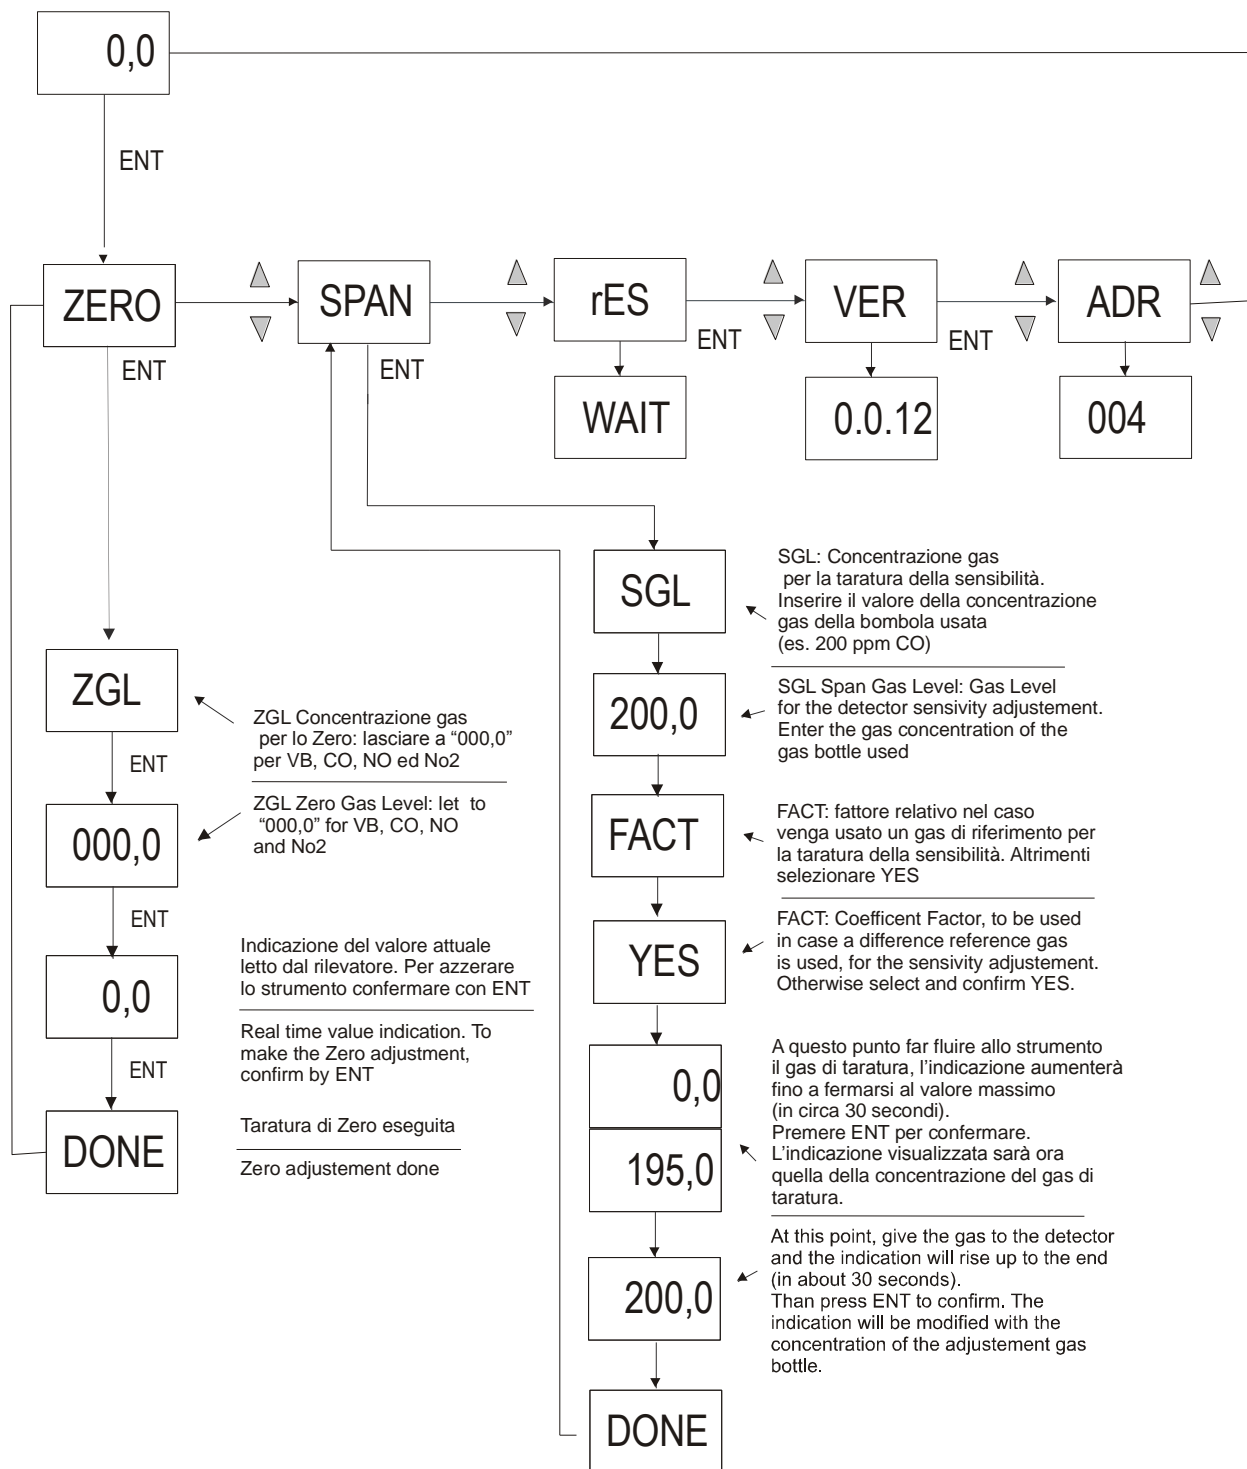 0,0
ENT
ZERO
SPAN
rES
VER
ADR
ENT
ENT
ENT
ENT
WAIT
0.0.12
004
SGL
SGL: Concentrazione gas
per la taratura della sensibilità.
Inserire il valore della concentrazione
gas della bombola usata
(es. 200 ppm CO)
200,0
SGL Span Gas Level: Gas Level
for the detector sensivity adjustement.
Enter the gas concentration of the
gas bottle used
ZGL
ZGL Concentrazione gas
per lo Zero: lasciare a “000,0”
per VB, CO, NO ed No2
ENT
000,0
ZGL Zero Gas Level: let to
“000,0” for VB, CO, NO
and No2
FACT
FACT: fattore relativo nel caso
venga usato un gas di riferimento per
la taratura della sensibilità. Altrimenti
selezionare YES
ENT
YES
FACT: Coefficent Factor, to be used
in case a difference reference gas
is used, for the sensivity adjustement.
Otherwise select and confirm YES.
0,0
Indicazione del valore attuale
letto dal rilevatore. Per azzerare
lo strumento confermare con ENT
Real time value indication. To
make the Zero adjustment,
confirm by ENT
ENT
0,0
195,0
A questo punto far fluire allo strumento
il gas di taratura, l’indicazione aumenterà
fino a fermarsi al valore massimo
(in circa 30 secondi).
Premere ENT per confermare.
L’indicazione visualizzata sarà ora
quella della concentrazione del gas di
taratura.
DONE
Taratura di Zero eseguita
Zero adjustement done
200,0
At this point, give the gas to the detector
and the indication will rise up to the end
(in about 30 seconds).
Than press ENT to confirm. The
indication will be modified with the
concentration of the adjustement gas
bottle.
DONE